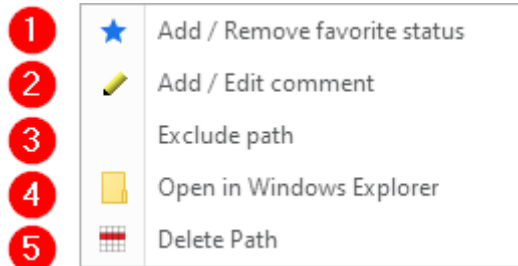 1 Add / Remove favorite status
2 Add / Edit comment
3 Exclude path
4 Open in Windows Explorer
5 Delete Path